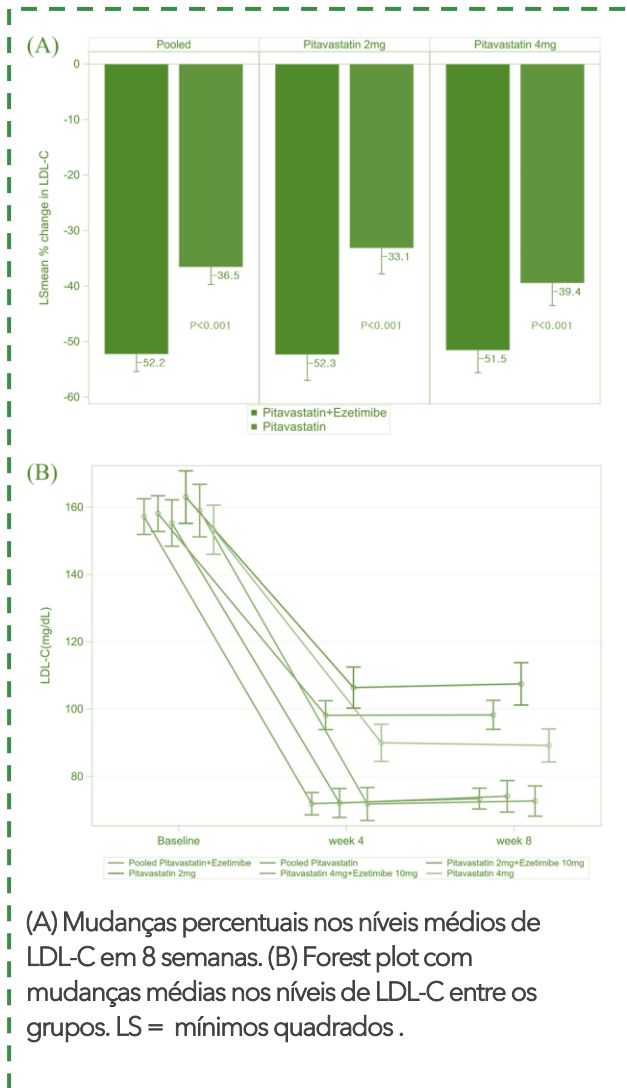 (A)
Pooled
Pitavastatin 2mg
Pitavastatin 4mg
LSmean % change in LDL-C
0
-10
-20
-30
-40
-50
-60
-52.2
-36.5
P<0.001
-52.3
-33.1
P<0.001
-51.5
-39.4
P<0.001
Pitavastatin+Ezetimibe
Pitavastatin
(B)
LDL-C(mg/dL)
160
140
120
100
80
Baseline
week 4
week 8
Pooled Pitavastatin+Ezetimibe
Pooled Pitavastatin
Pitavastatin 2mg+Ezetimibe 10mg
Pitavastatin 2mg
Pitavastatin 4mg+Ezetimibe 10mg
Pitavastatin 4mg
(A) Mudanças percentuais nos níveis médios de
LDL-C em 8 semanas. (B) Forest plot com
mudanças médias nos níveis de LDL-C entre os
grupos. LS = mínimos quadrados .